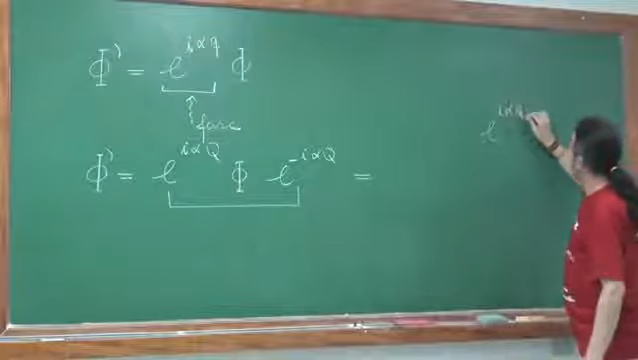 Φ' = e^{iαq} Φ
fase
Φ' = e^{iαQ} Φ e^{-iαQ} =
e^{iαq